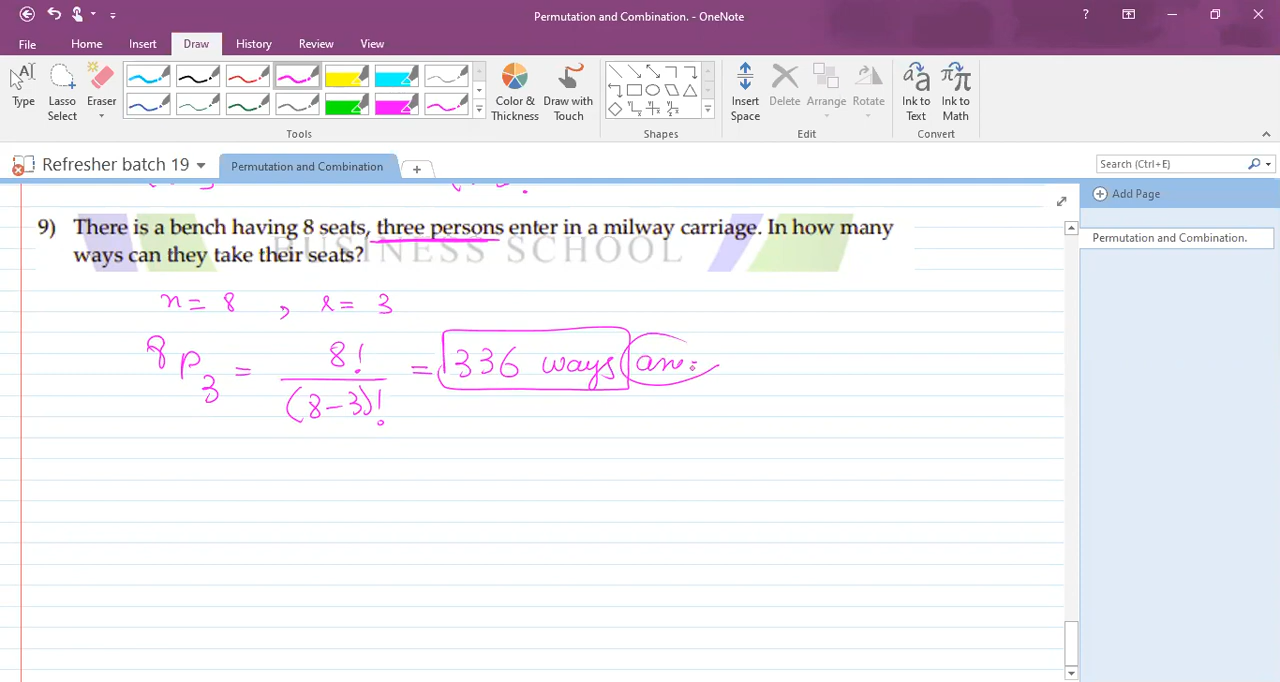 Permutation and Combination. - OneNote
File Home Insert Draw History Review View
Type Lasso Select Eraser Color & Thickness Draw with Touch Insert Space Delete Arrange Rotate Ink to Text Ink to Math
Tools Shapes Edit Convert
Refresher batch 19 Permutation and Combination Search (Ctrl+E)
Add Page
Permutation and Combination.
9) There is a bench having 8 seats, three persons enter in a milway carriage. In how many
ways can they take their seats?
BUSINESS SCHOOL
n = 8 , r = 3
8P3 = 8! / (8-3)! = 336 ways ans.